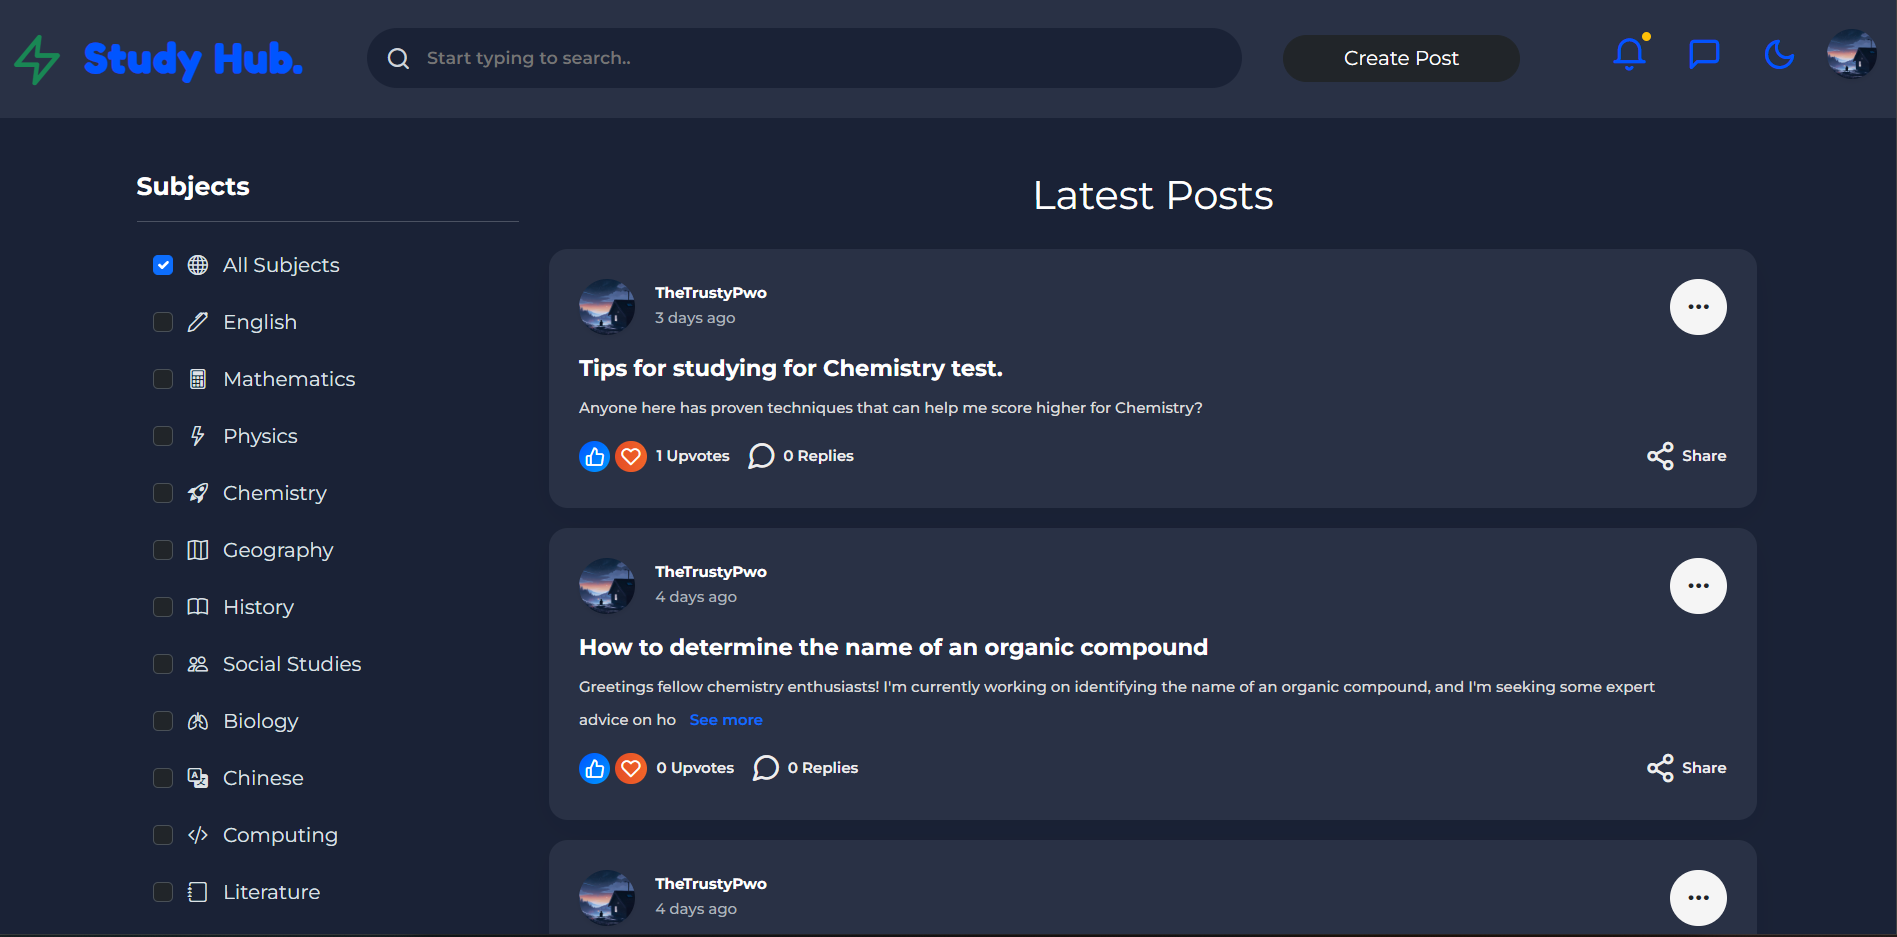 Study Hub.
Start typing to search..
Create Post
Subjects
All Subjects
English
Mathematics
Physics
Chemistry
Geography
History
Social Studies
Biology
Chinese
Computing
Literature
Latest Posts
TheTrustyPwo
3 days ago
Tips for studying for Chemistry test.
Anyone here has proven techniques that can help me score higher for Chemistry?
1 Upvotes
0 Replies
Share
TheTrustyPwo
4 days ago
How to determine the name of an organic compound
Greetings fellow chemistry enthusiasts! I'm currently working on identifying the name of an organic compound, and I'm seeking some expert
advice on ho See more
0 Upvotes
0 Replies
Share
TheTrustyPwo
4 days ago